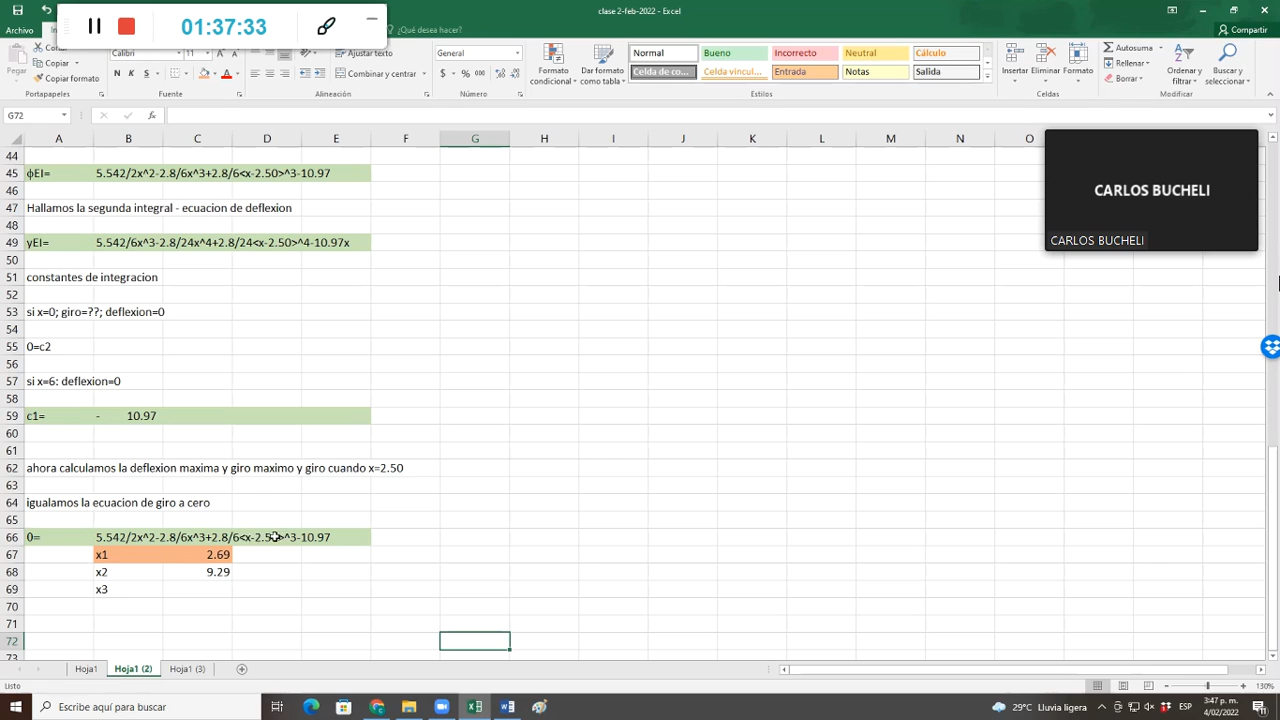 01:37:33
clase 2-feb-2022 - Excel
Archivo
¿Qué desea hacer?
Compartir
Pegar
Copiar
Copiar formato
Portapapeles
Calibri
11
N K S
Fuente
Combinar y centrar
Alineación
General
$ % 000
Número
Formato condicional
Dar formato como tabla
Normal
Bueno
Incorrecto
Neutral
Cálculo
Celda de co...
Celda vincul...
Entrada
Notas
Salida
Estilos
Insertar
Eliminar
Formato
Celdas
Autosuma
Rellenar
Borrar
Ordenar y filtrar
Buscar y seleccionar
Modificar
G72
fx
A B C D E F G H I J K L M N O
44
45 ϕEI= 5.542/2x^2-2.8/6x^3+2.8/6<x-2.50>^3-10.97
46
47 Hallamos la segunda integral - ecuacion de deflexion
48
49 yEI= 5.542/6x^3-2.8/24x^4+2.8/24<x-2.50>^4-10.97x
50
51 constantes de integracion
52
53 si x=0; giro=??; deflexion=0
54
55 0=c2
56
57 si x=6: deflexion=0
58
59 c1= - 10.97
60
61
62 ahora calculamos la deflexion maxima y giro maximo y giro cuando x=2.50
63
64 igualamos la ecuacion de giro a cero
65
66 0= 5.542/2x^2-2.8/6x^3+2.8/6<x-2.50>^3-10.97
67 x1 2.69
68 x2 9.29
69 x3
70
71
72
73
CARLOS BUCHELI
CARLOS BUCHELI
Hoja1
Hoja1 (2)
Hoja1 (3)
Listo
130%
Escribe aquí para buscar
29°C Lluvia ligera
ESP
3:47 p. m.
4/02/2022